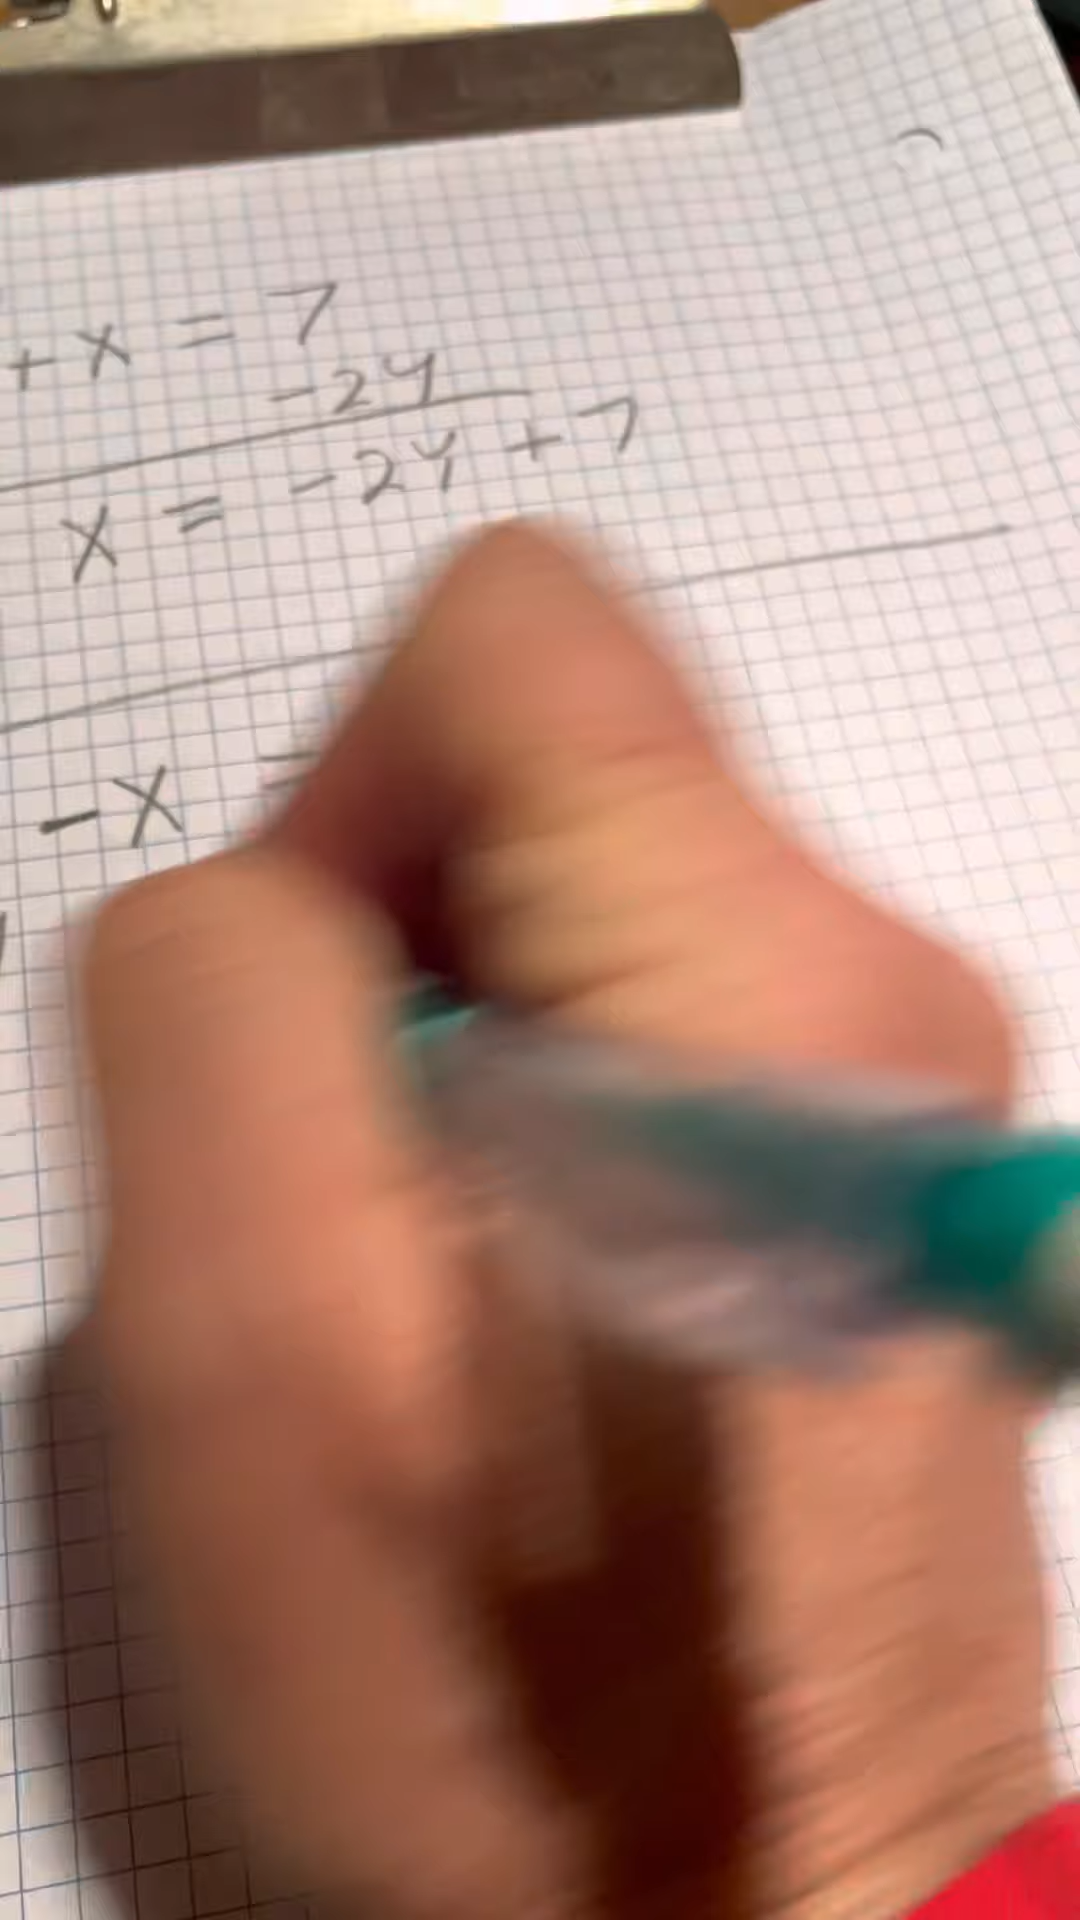 + x = 7
-2y
x = -2y + 7
-x =